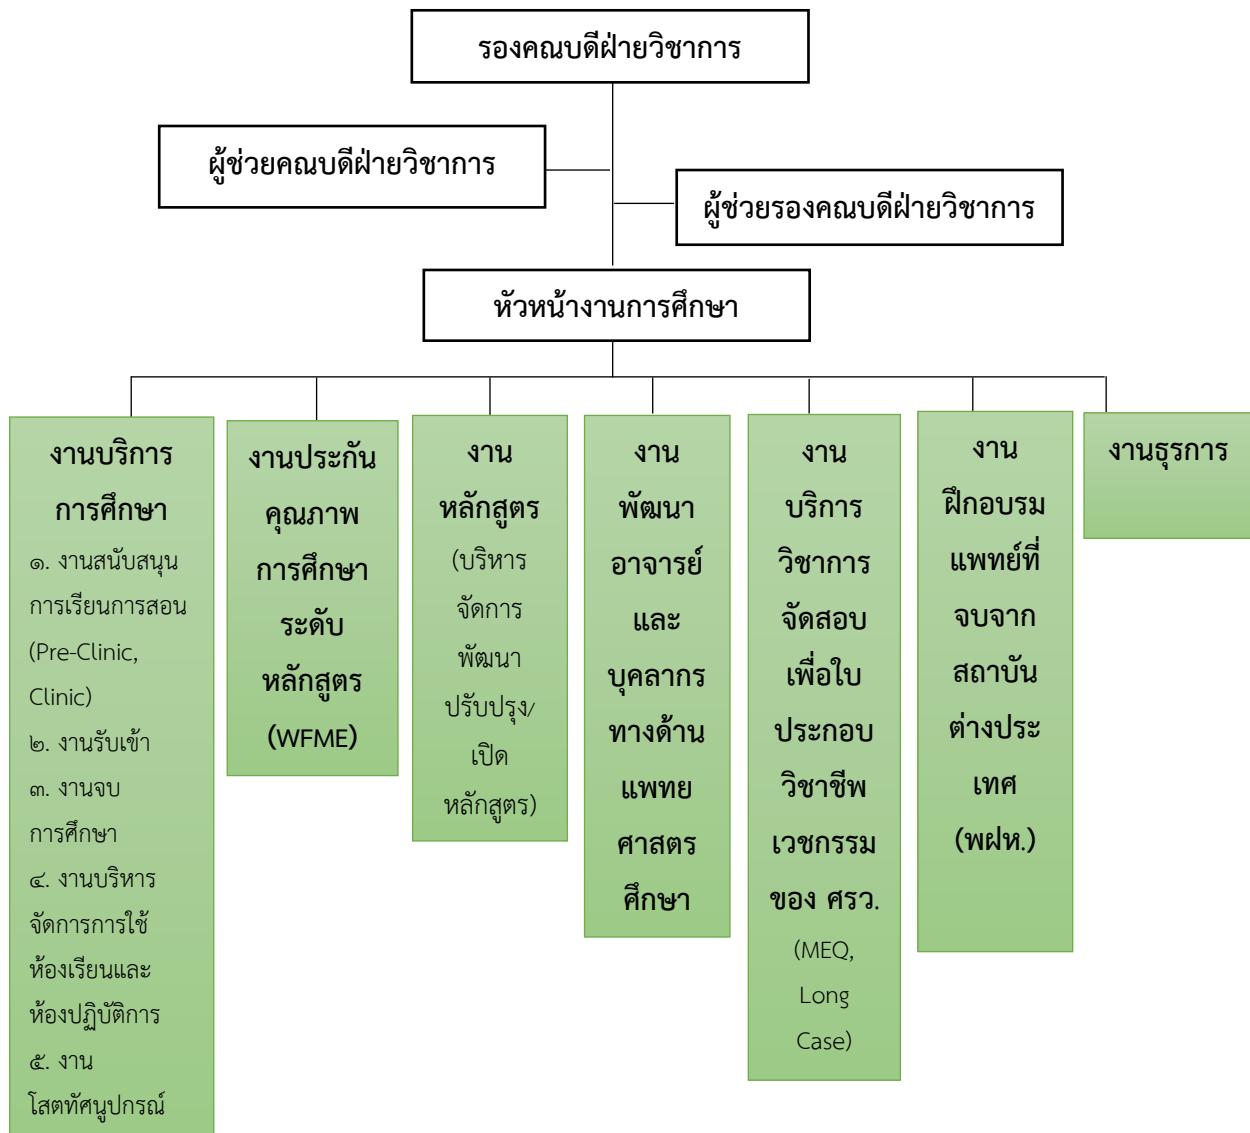 รองคณบดีฝ่ายวิชาการ
ผู้ช่วยคณบดีฝ่ายวิชาการ
ผู้ช่วยรองคณบดีฝ่ายวิชาการ
หัวหน้างานการศึกษา
งานบริการ
การศึกษา
๑. งานสนับสนุน
การเรียนการสอน
(Pre-Clinic,
Clinic)
๒. งานรับเข้า
๓. งานจบ
การศึกษา
๔. งานบริหาร
จัดการการใช้
ห้องเรียนและ
ห้องปฏิบัติการ
๕. งาน
โสตทัศนูปกรณ์
งานประกัน
คุณภาพ
การศึกษา
ระดับ
หลักสูตร
(WFME)
งาน
หลักสูตร
(บริหาร
จัดการ
พัฒนา
ปรับปรุง/
เปิด
หลักสูตร)
งาน
พัฒนา
อาจารย์
และ
บุคลากร
ทางด้าน
แพทย
ศาสตร
ศึกษา
งาน
บริการ
วิชาการ
จัดสอบ
เพื่อใบ
ประกอบ
วิชาชีพ
เวชกรรม
ของ ศรว.
(MEQ,
Long
Case)
งาน
ฝึกอบรม
แพทย์ที่
จบจาก
สถาบัน
ต่างประ
เทศ
(พฝห.)
งานธุรการ